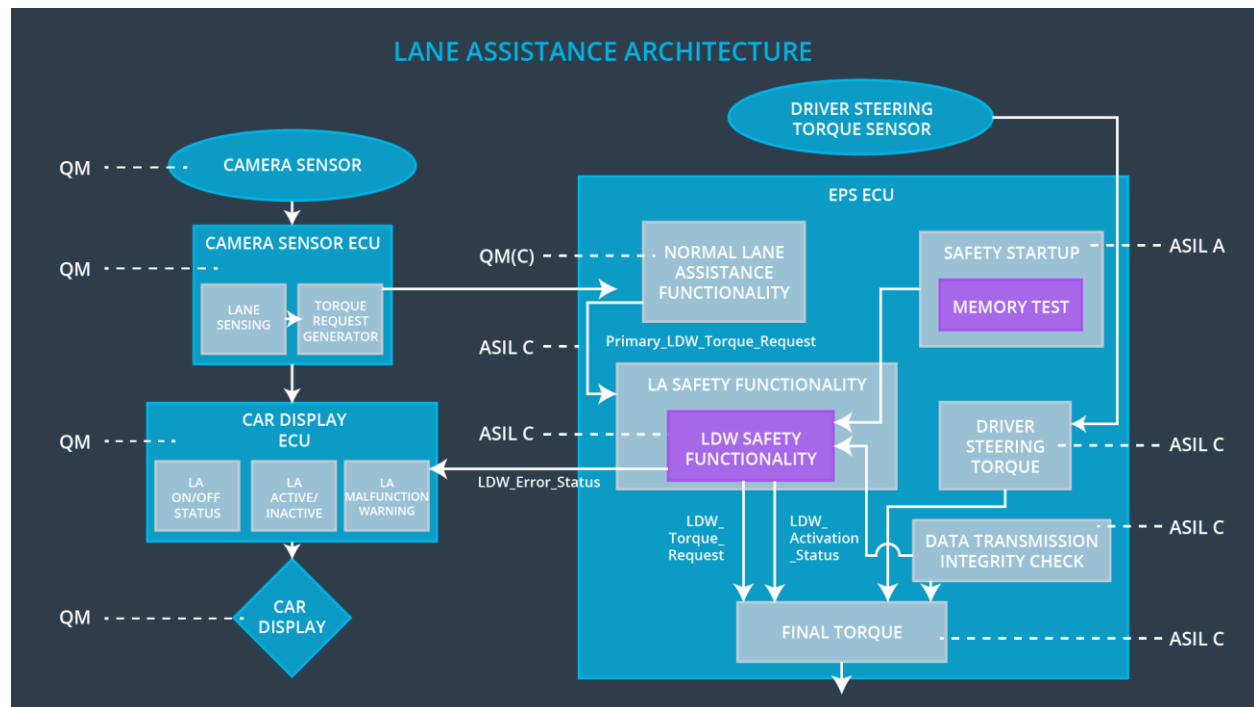 LANE ASSISTANCE ARCHITECTURE
DRIVER STEERING
TORQUE SENSOR
QM
CAMERA SENSOR
EPS ECU
QM
CAMERA SENSOR ECU
LANE
SENSING
TORQUE
REQUEST
GENERATOR
QM(C)
NORMAL LANE
ASSISTANCE
FUNCTIONALITY
SAFETY STARTUP
MEMORY TEST
ASIL A
ASIL C
Primary_LDW_Torque_Request
LA SAFETY FUNCTIONALITY
QM
CAR DISPLAY
ECU
LA
ON/OFF
STATUS
LA
ACTIVE/
INACTIVE
LA
MALFUNCTION
WARNING
ASIL C
LDW SAFETY
FUNCTIONALITY
LDW_Error_Status
DRIVER
STEERING
TORQUE
ASIL C
LDW_
Torque_
Request
LDW_
Activation
_Status
DATA TRANSMISSION
INTEGRITY CHECK
ASIL C
QM
CAR
DISPLAY
FINAL TORQUE
ASIL C